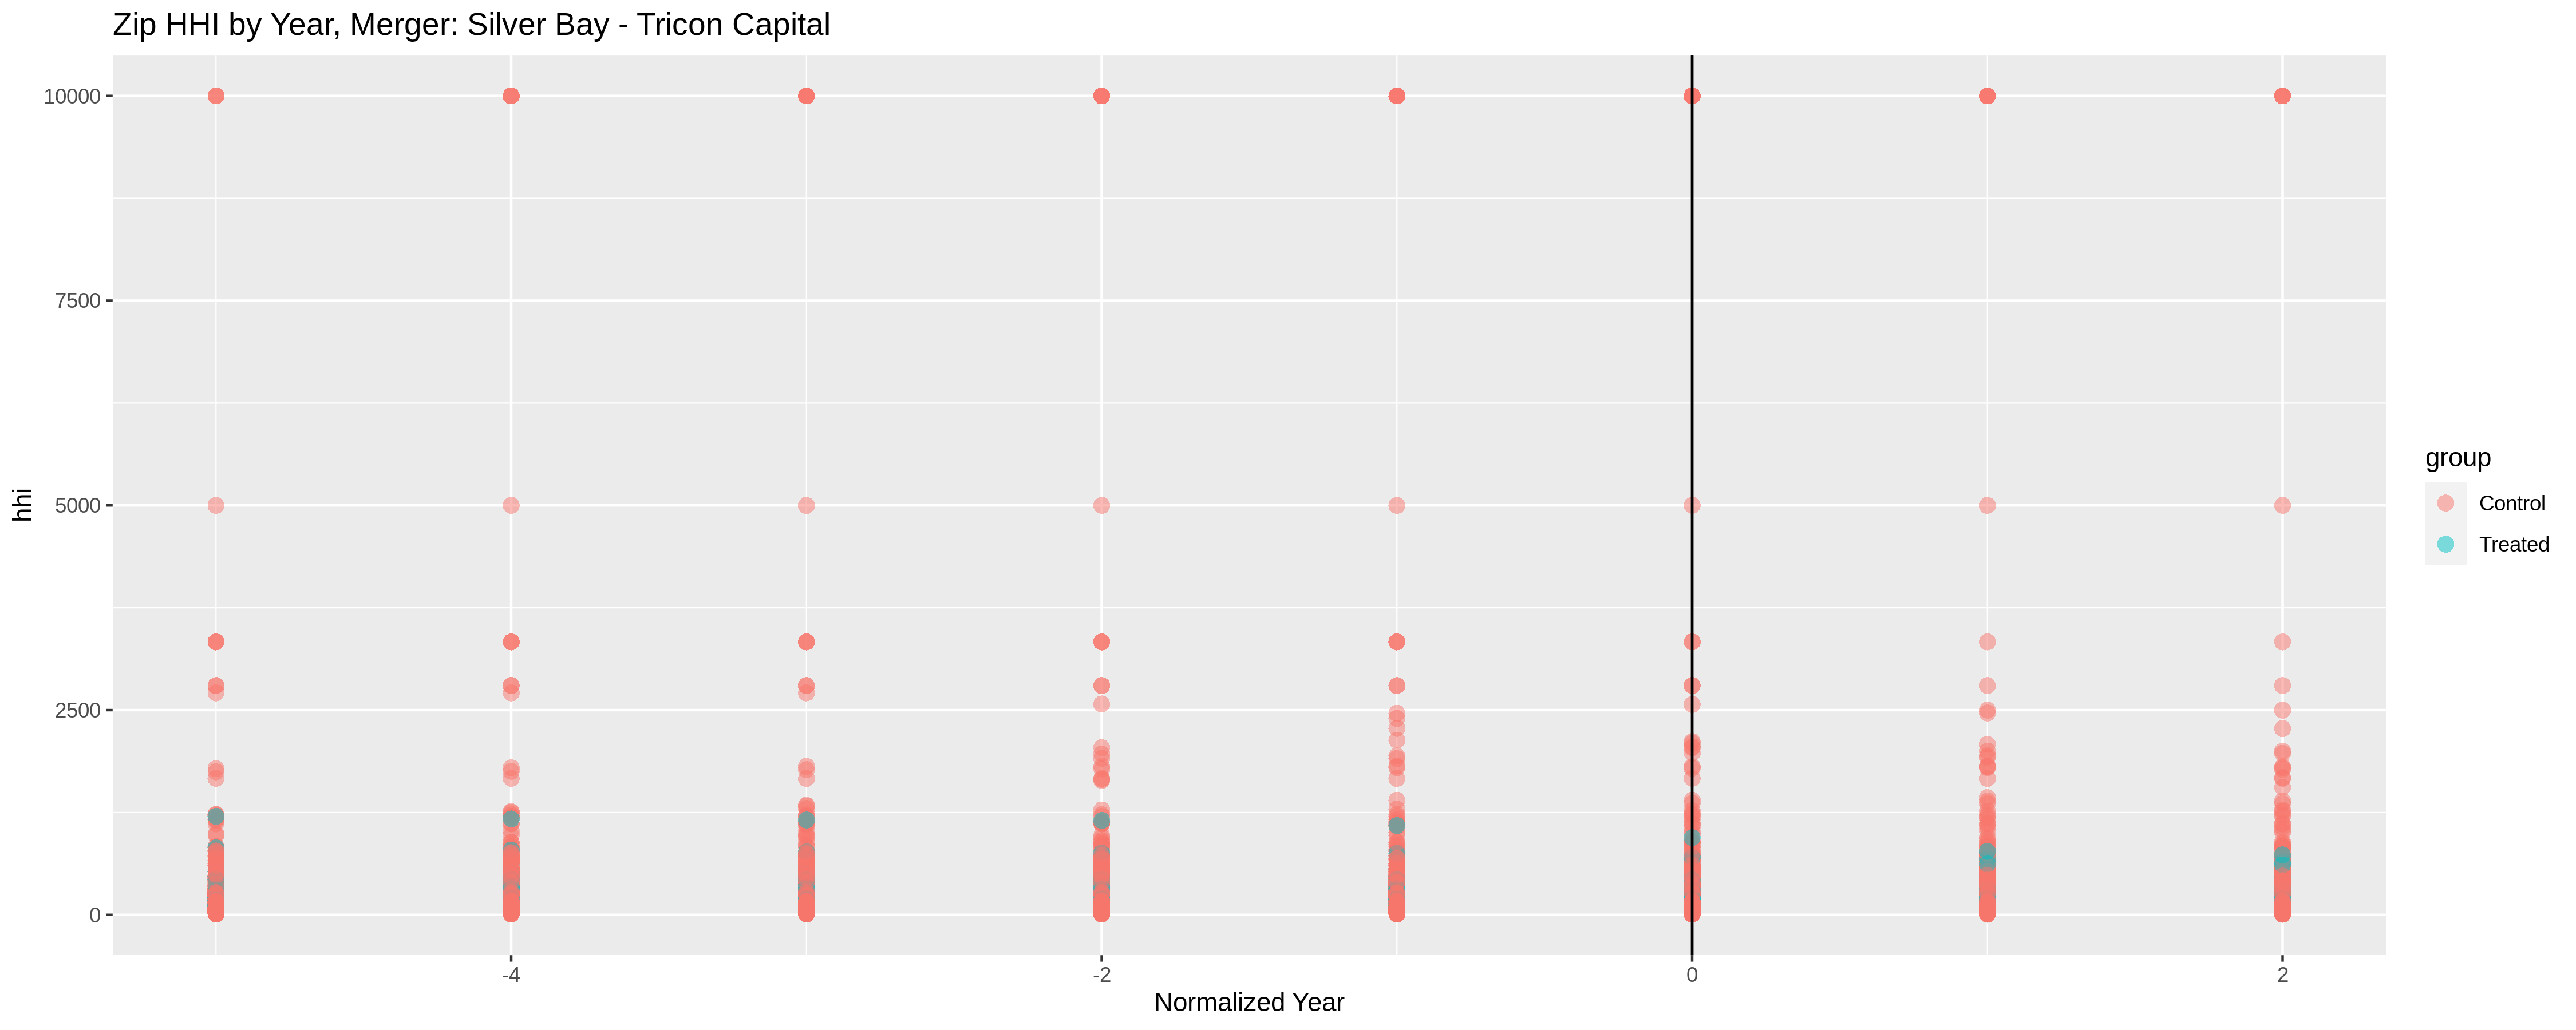 Zip HHI by Year, Merger: Silver Bay - Tricon Capital
10000
7500
5000
2500
0
hhi
-4
-2
0
2
Normalized Year
group
Control
Treated